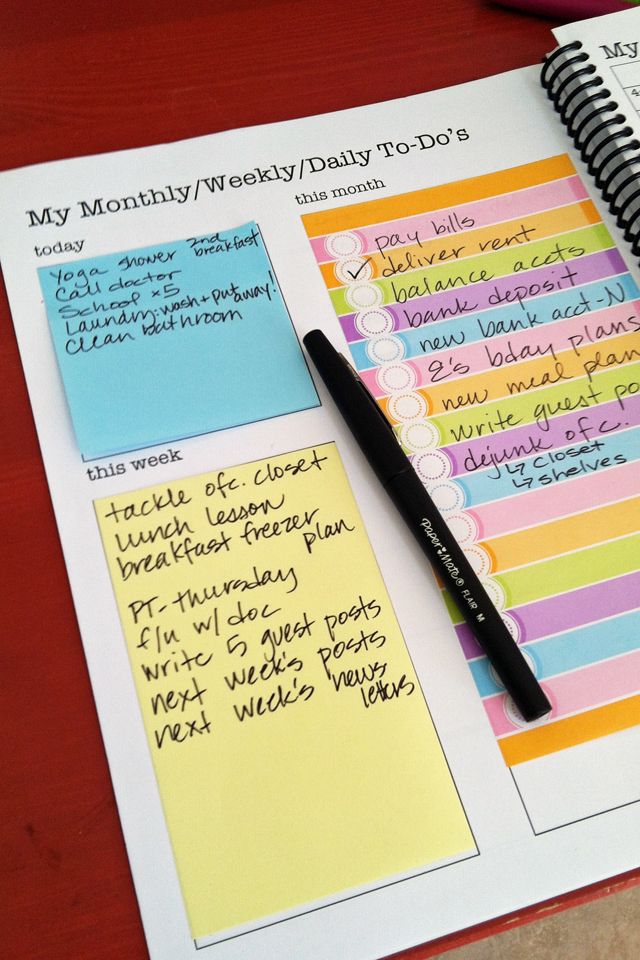 My Monthly/Weekly/Daily To-Do's
today
Yoga shower 2nd breakfast
Call doctor
School x5
Laundry: wash + put away!
Clean bathroom
this week
tackle ofc. closet
lunch lesson
breakfast freezer
plan
PT - thursday
f/u w/ doc
write 5 guest posts
next week's posts
next week's news
letters
this month
pay bills
deliver rent
balance accts
bank deposit
new bank acct-N
E's bday plans
new meal plan
write guest po
dejunk ofc.
↳ closet
↳ shelves
Paper Mate® FLAIR M
My